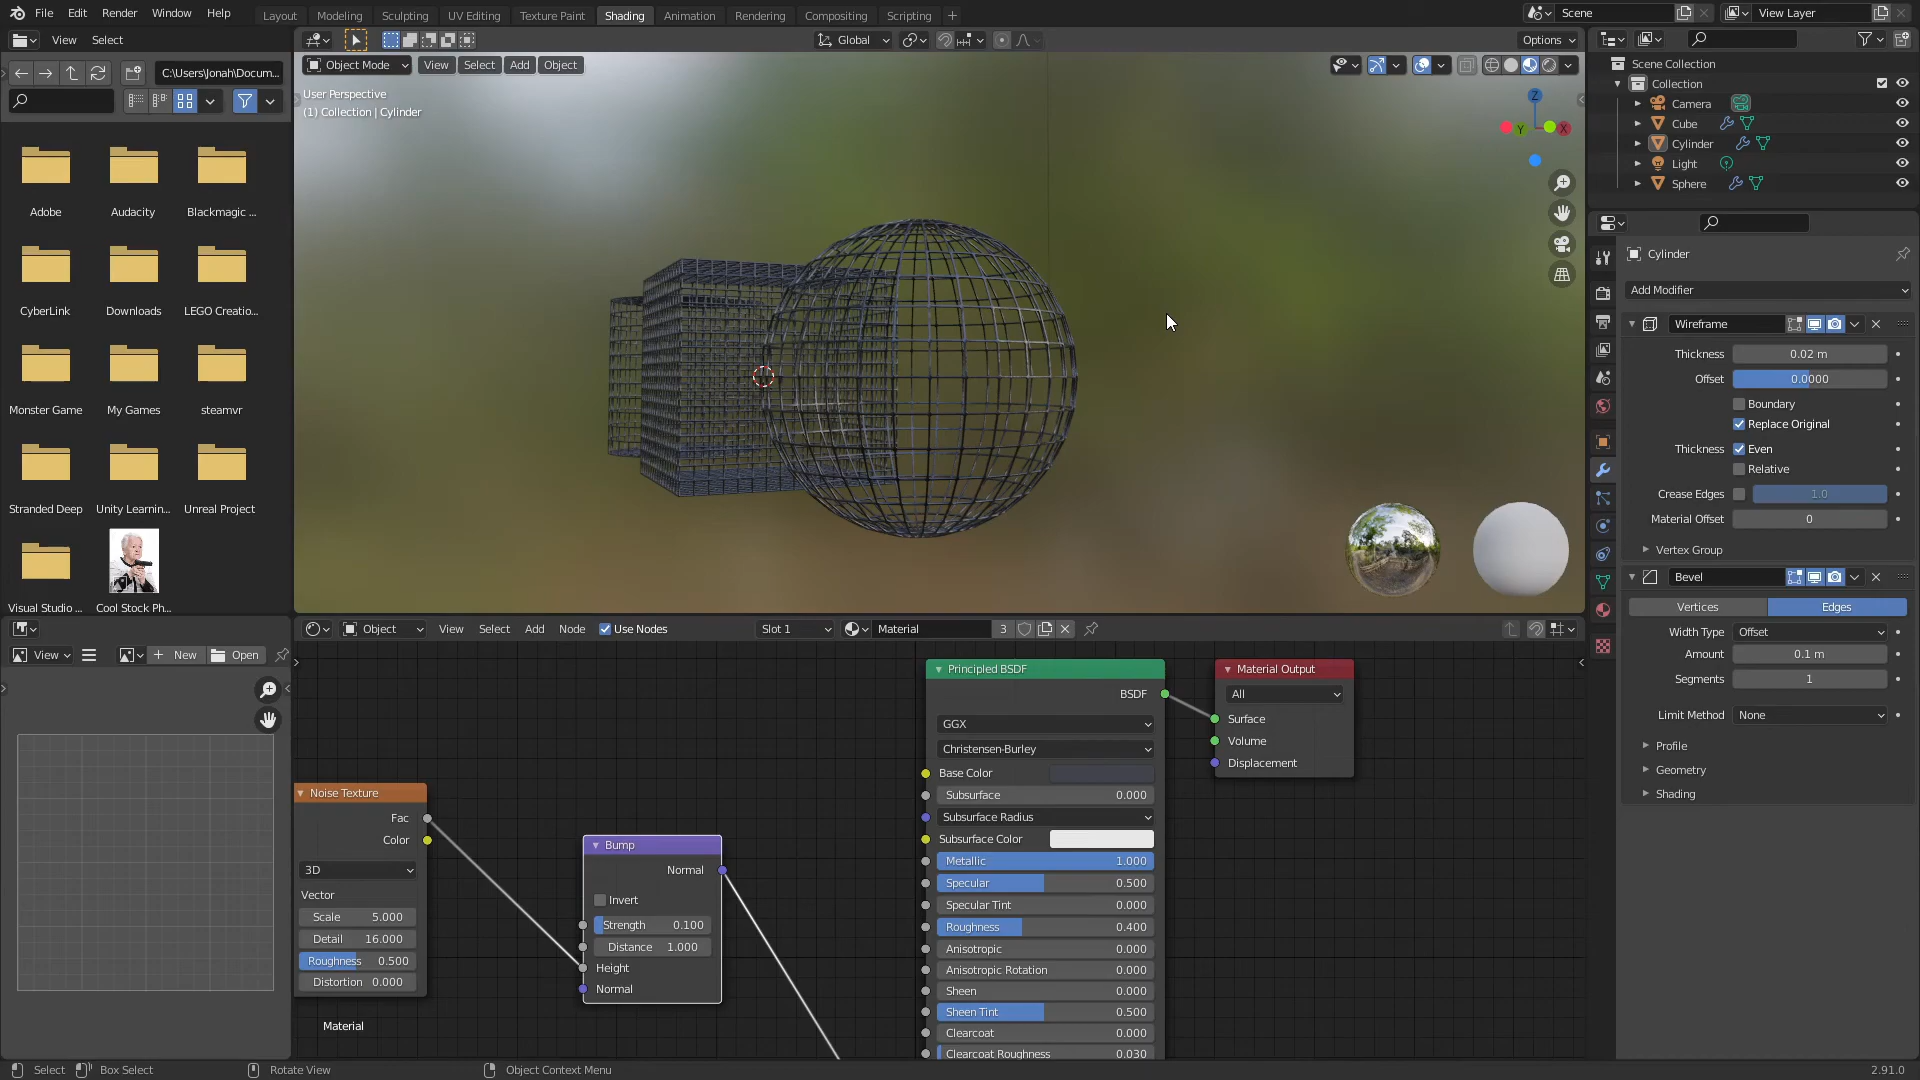 File Edit Render Window Help Layout Modeling Sculpting UV Editing Texture Paint Shading Animation Rendering Compositing Scripting + Scene View Layer
View Select
C:\Users\Jonah\Docum...
Adobe Audacity Blackmagic ...
CyberLink Downloads LEGO Creatio...
Monster Game My Games steamvr
Stranded Deep Unity Learnin... Unreal Project
Visual Studio ... Cool Stock Ph...
Global Options
Object Mode View Select Add Object
User Perspective
(1) Collection | Cylinder
Z
Y
X
Scene Collection
Collection
Camera
Cube
Cylinder
Light
Sphere
Cylinder
Add Modifier
Wireframe
Thickness 0.02 m
Offset 0.0000
Boundary
Replace Original
Thickness Even
Relative
Crease Edges 1.0
Material Offset 0
Vertex Group
Bevel
Vertices Edges
Width Type Offset
Amount 0.1 m
Segments 1
Limit Method None
Profile
Geometry
Shading
View New Open
Object View Select Add Node Use Nodes Slot 1 Material 3
Noise Texture
Fac
Color
3D
Vector
Scale 5.000
Detail 16.000
Roughness 0.500
Distortion 0.000
Material
Bump
Normal
Invert
Strength 0.100
Distance 1.000
Height
Normal
Principled BSDF
BSDF
GGX
Christensen-Burley
Base Color
Subsurface 0.000
Subsurface Radius
Subsurface Color
Metallic 1.000
Specular 0.500
Specular Tint 0.000
Roughness 0.400
Anisotropic 0.000
Anisotropic Rotation 0.000
Sheen 0.000
Sheen Tint 0.500
Clearcoat 0.000
Clearcoat Roughness 0.030
Material Output
All
Surface
Volume
Displacement
Select Box Select Rotate View Object Context Menu 2.91.0